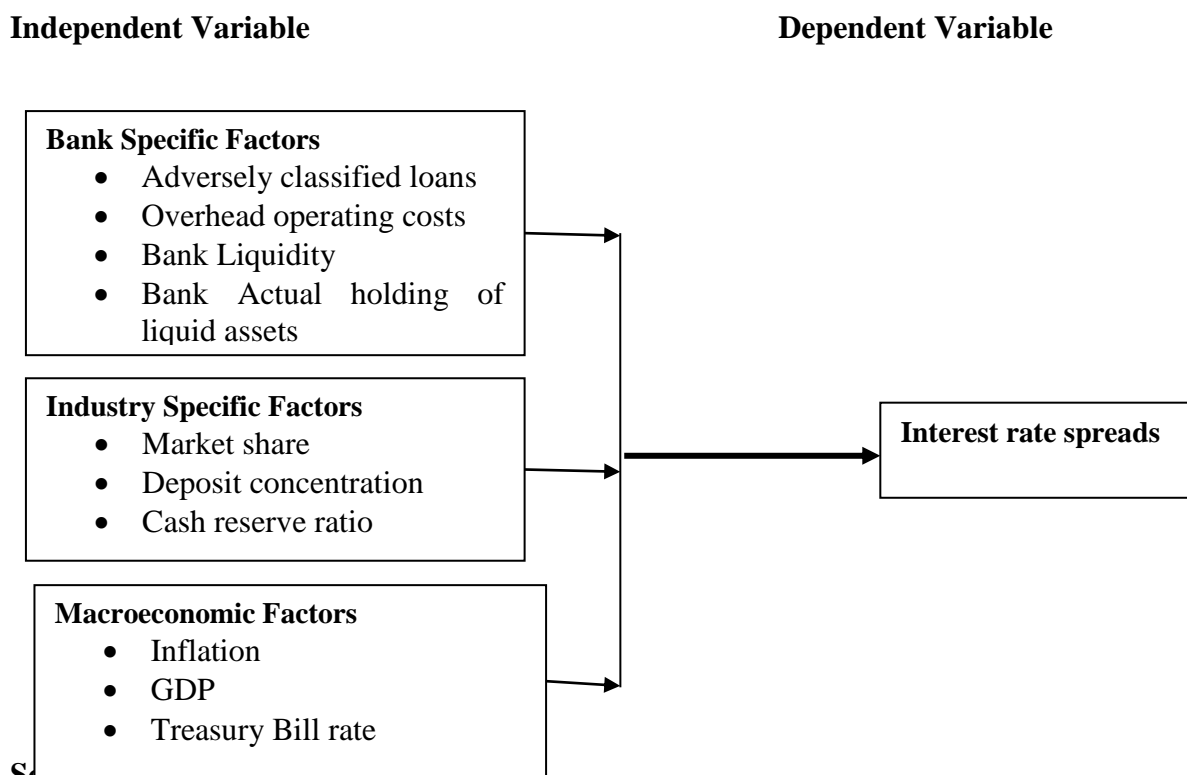 Independent Variable
Dependent Variable
Bank Specific Factors
• Adversely classified loans
• Overhead operating costs
• Bank Liquidity
• Bank Actual holding of
liquid assets
Industry Specific Factors
• Market share
• Deposit concentration
• Cash reserve ratio
Interest rate spreads
Macroeconomic Factors
• Inflation
• GDP
• Treasury Bill rate